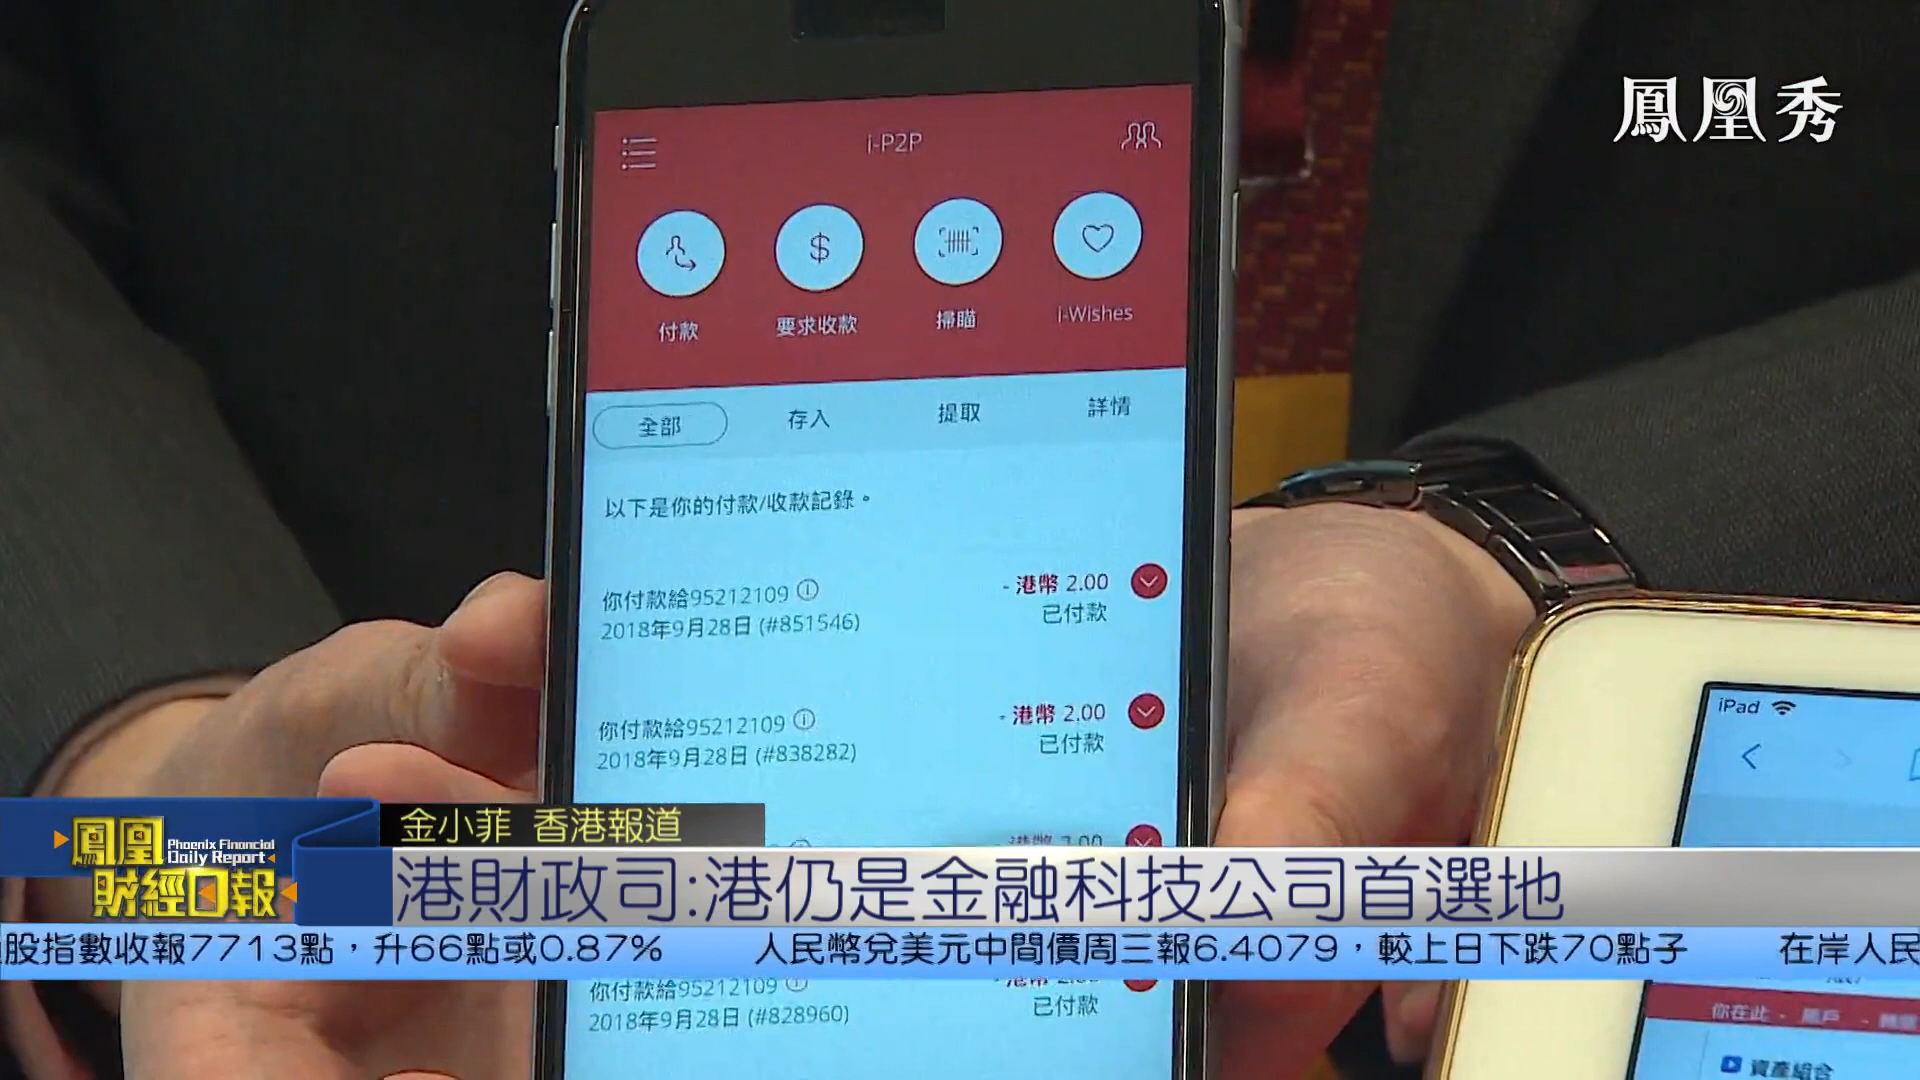 鳳凰秀
i-P2P
付款
要求收款
掃瞄
i-Wishes
全部
存入
提取
詳情
以下是你的付款/收款記錄。
你付款給95212109
- 港幣 2.00
2018年9月28日 (#851546)
已付款
你付款給95212109
- 港幣 2.00
2018年9月28日 (#838282)
已付款
iPad
金小菲 香港報道
鳳凰
Phoenix Financial
Daily Report
財經日報
港財政司:港仍是金融科技公司首選地
股指數收報7713點，升66點或0.87%
人民幣兌美元中間價周三報6.4079，較上日下跌70點子
在岸人民
你付款給95212109
2018年9月28日 (#828960)
已付款
你在此
資產組合